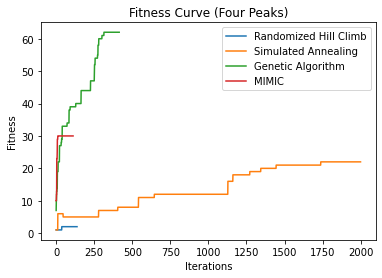 Fitness Curve (Four Peaks)
Randomized Hill Climb
Simulated Annealing
Genetic Algorithm
MIMIC
Fitness
60
50
40
30
20
10
0
0 250 500 750 1000 1250 1500 1750 2000
Iterations